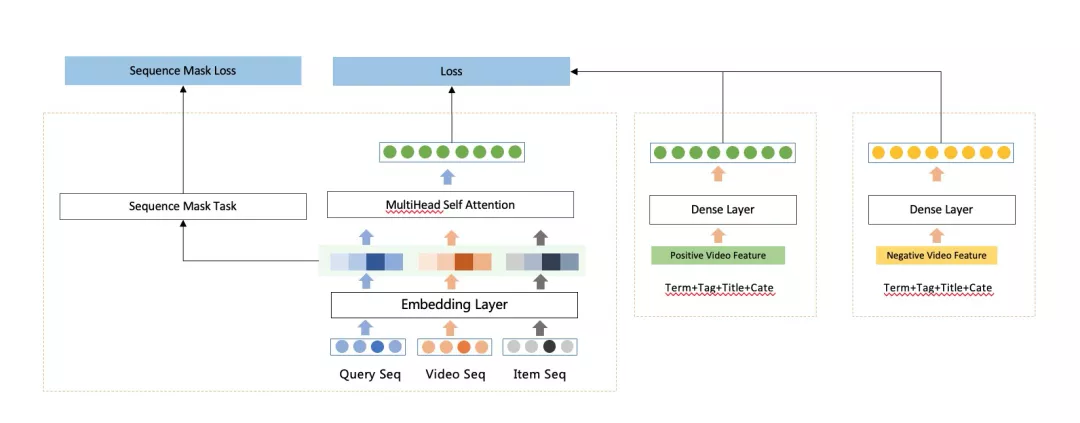 Sequence Mask Loss
Loss
Sequence Mask Task
MultiHead Self Attention
Embedding Layer
Query Seq
Video Seq
Item Seq
Dense Layer
Positive Video Feature
Term+Tag+Title+Cate
Dense Layer
Negative Video Feature
Term+Tag+Title+Cate